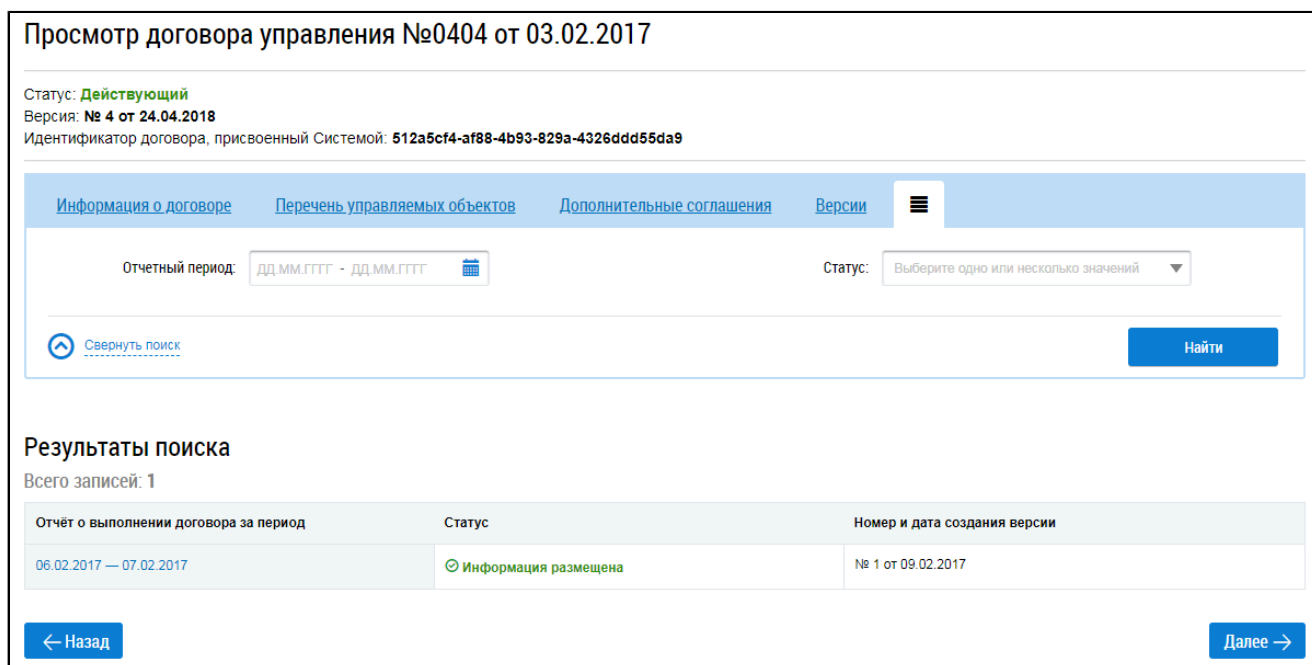 Просмотр договора управления №0404 от 03.02.2017
Статус: Действующий
Версия: № 4 от 24.04.2018
Идентификатор договора, присвоенный Системой: 512a5cf4-af88-4b93-829a-4326ddd55da9
Информация о договоре Перечень управляемых объектов Дополнительные соглашения Версии
Отчетный период: ДД.ММ.ГГГГ - ДД.ММ.ГГГГ Статус: Выберите одно или несколько значений
Свернуть поиск Найти
Результаты поиска
Всего записей: 1
Отчёт о выполнении договора за период Статус Номер и дата создания версии
06.02.2017 — 07.02.2017 Информация размещена № 1 от 09.02.2017
← Назад Далее →